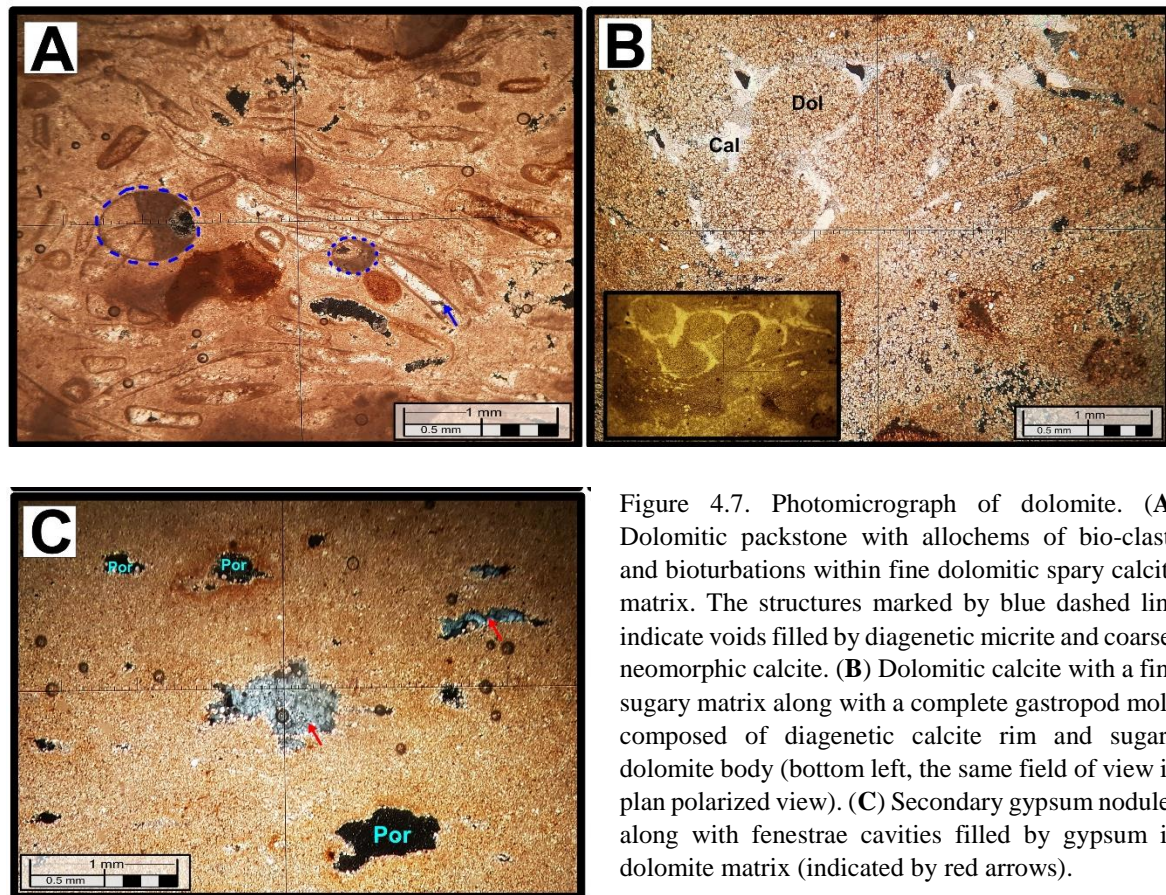 A
1 mm
0.5 mm
B
Dol
Cal
1 mm
0.5 mm
C
Por
Por
Por
1 mm
0.5 mm
Figure 4.7. Photomicrograph of dolomite. (A
Dolomitic packstone with allochems of bio-clast
and bioturbations within fine dolomitic spary calcit
matrix. The structures marked by blue dashed lin
indicate voids filled by diagenetic micrite and coarse
neomorphic calcite. (B) Dolomitic calcite with a fin
sugary matrix along with a complete gastropod mol
composed of diagenetic calcite rim and sugar
dolomite body (bottom left, the same field of view i
plan polarized view). (C) Secondary gypsum nodule
along with fenestrae cavities filled by gypsum i
dolomite matrix (indicated by red arrows).